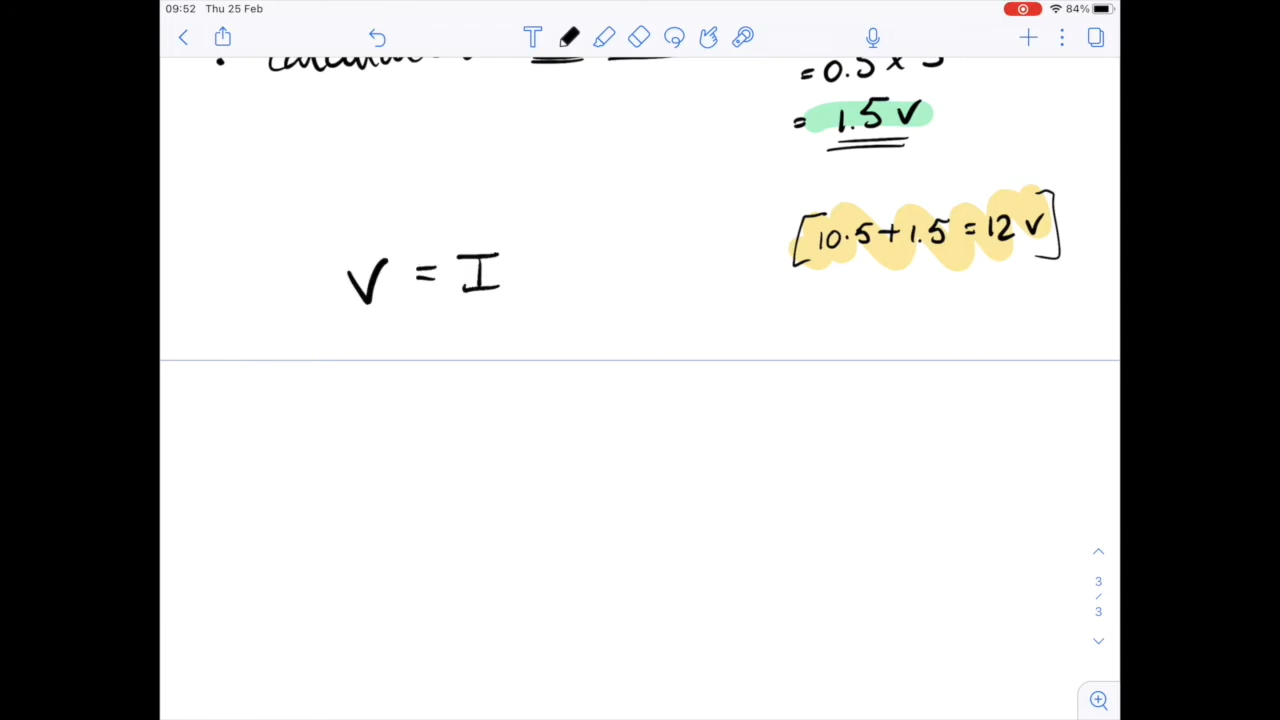 09:52 Thu 25 Feb
84%
T
= 0.5 x 3
= 1.5 V
[10.5 + 1.5 = 12 V]
V = I
3
/
3